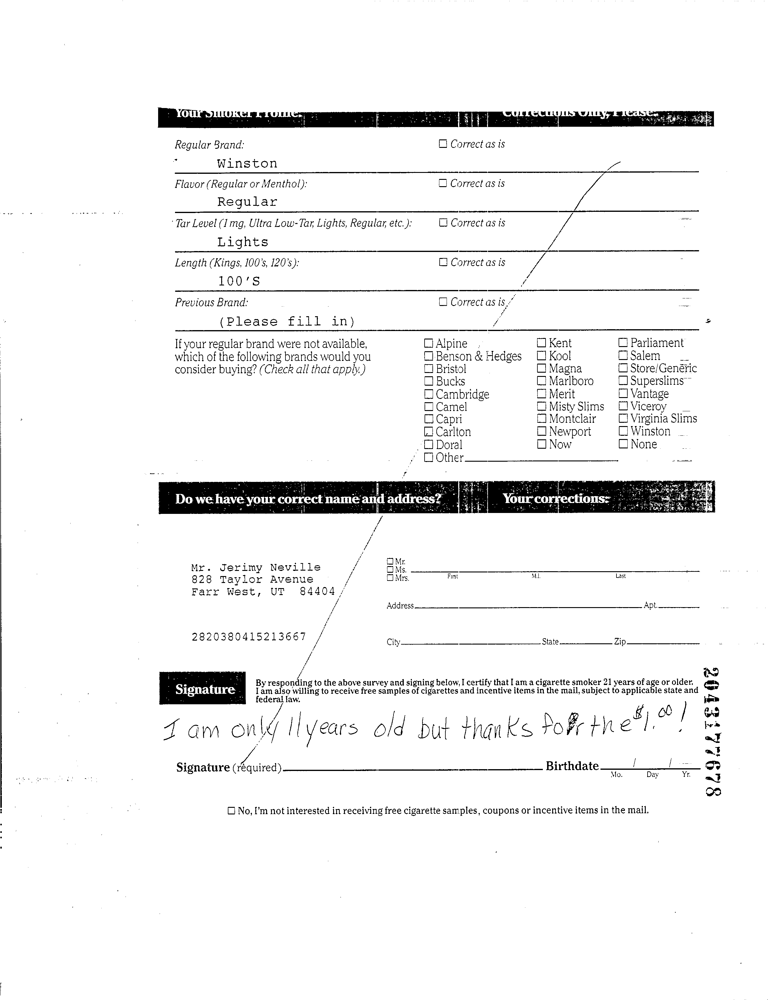 Your Smoker Profile: Corrections Only, Please:
Regular Brand: ☐ Correct as is
Winston
Flavor (Regular or Menthol): ☐ Correct as is
Regular
Tar Level (1 mg, Ultra Low-Tar, Lights, Regular, etc.): ☐ Correct as is
Lights
Length (Kings, 100's, 120's): ☐ Correct as is
100'S
Previous Brand: ☐ Correct as is
(Please fill in)
If your regular brand were not available,
which of the following brands would you
consider buying? (Check all that apply.)
☐ Alpine ☐ Kent ☐ Parliament
☐ Benson & Hedges ☐ Kool ☐ Salem
☐ Bristol ☐ Magna ☐ Store/Generic
☐ Bucks ☐ Marlboro ☐ Superslims
☐ Cambridge ☐ Merit ☐ Vantage
☐ Camel ☐ Misty Slims ☐ Viceroy
☐ Capri ☐ Montclair ☐ Virginia Slims
☐ Carlton ☐ Newport ☐ Winston
☐ Doral ☐ Now ☐ None
☐ Other
Do we have your correct name and address? Your corrections:
Mr. Jerimy Neville
828 Taylor Avenue
Farr West, UT 84404
2820380415213667
☐ Mr.
☐ Ms.
☐ Mrs. First M.I. Last
Address Apt.
City State Zip
Signature
By responding to the above survey and signing below, I certify that I am a cigarette smoker 21 years of age or older.
I am also willing to receive free samples of cigarettes and incentive items in the mail, subject to applicable state and
federal law.
I am only 11 years old but thanks for the $1.00!
Signature (required) Birthdate / /
Mo. Day Yr.
☐ No, I'm not interested in receiving free cigarette samples, coupons or incentive items in the mail.
2043177678